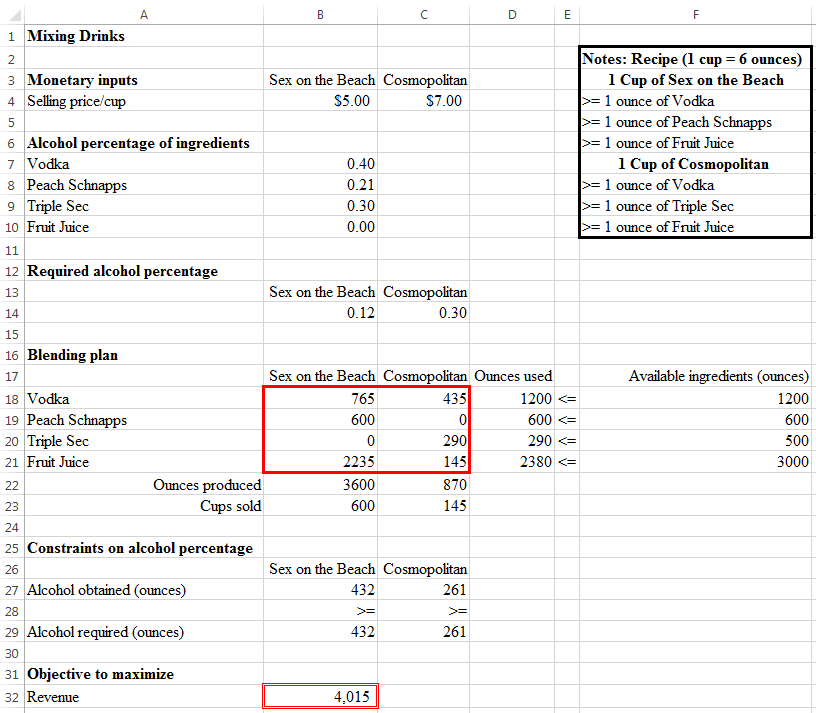 A B C D E F
1 Mixing Drinks
2 Notes: Recipe (1 cup = 6 ounces)
3 Monetary inputs Sex on the Beach Cosmopolitan 1 Cup of Sex on the Beach
4 Selling price/cup $5.00 $7.00 >= 1 ounce of Vodka
5 >= 1 ounce of Peach Schnapps
6 Alcohol percentage of ingredients >= 1 ounce of Fruit Juice
7 Vodka 0.40 1 Cup of Cosmopolitan
8 Peach Schnapps 0.21 >= 1 ounce of Vodka
9 Triple Sec 0.30 >= 1 ounce of Triple Sec
10 Fruit Juice 0.00 >= 1 ounce of Fruit Juice
11
12 Required alcohol percentage
13 Sex on the Beach Cosmopolitan
14 0.12 0.30
15
16 Blending plan
17 Sex on the Beach Cosmopolitan Ounces used Available ingredients (ounces)
18 Vodka 765 435 1200 <= 1200
19 Peach Schnapps 600 0 600 <= 600
20 Triple Sec 0 290 290 <= 500
21 Fruit Juice 2235 145 2380 <= 3000
22 Ounces produced 3600 870
23 Cups sold 600 145
24
25 Constraints on alcohol percentage
26 Sex on the Beach Cosmopolitan
27 Alcohol obtained (ounces) 432 261
28 >= >=
29 Alcohol required (ounces) 432 261
30
31 Objective to maximize
32 Revenue 4,015